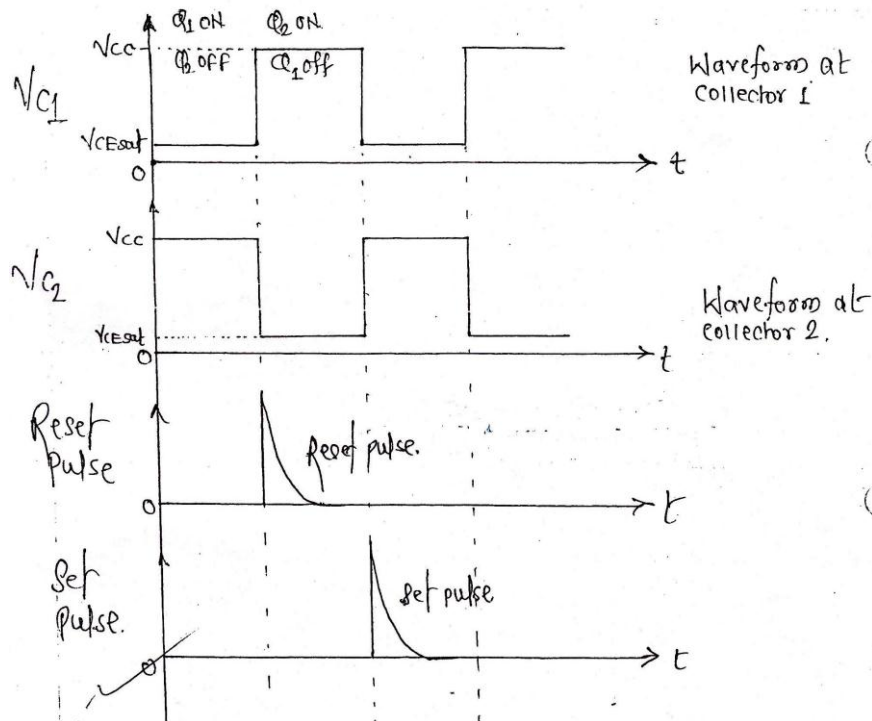 Q1 ON Q2 ON
VCC
Q2 off Q1 off
VC1
Waveform at
collector 1
VCEsat
0
t
VCC
VC2
Waveform at
collector 2.
VCEsat
0
t
Reset
pulse
Reset pulse.
0
t
Set
pulse.
Set pulse
0
t